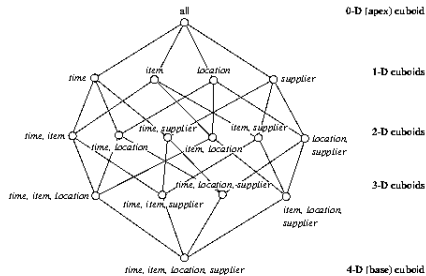 all
0-D (apex) cuboid
time
item
location
supplier
1-D cuboids
time, item
time, location
time, supplier
item, location
item, supplier
location,
supplier
2-D cuboids
3-D cuboids
time, item, location
time, item, supplier
time, location, supplier
item, location,
supplier
time, item, location, supplier
4-D (base) cuboid